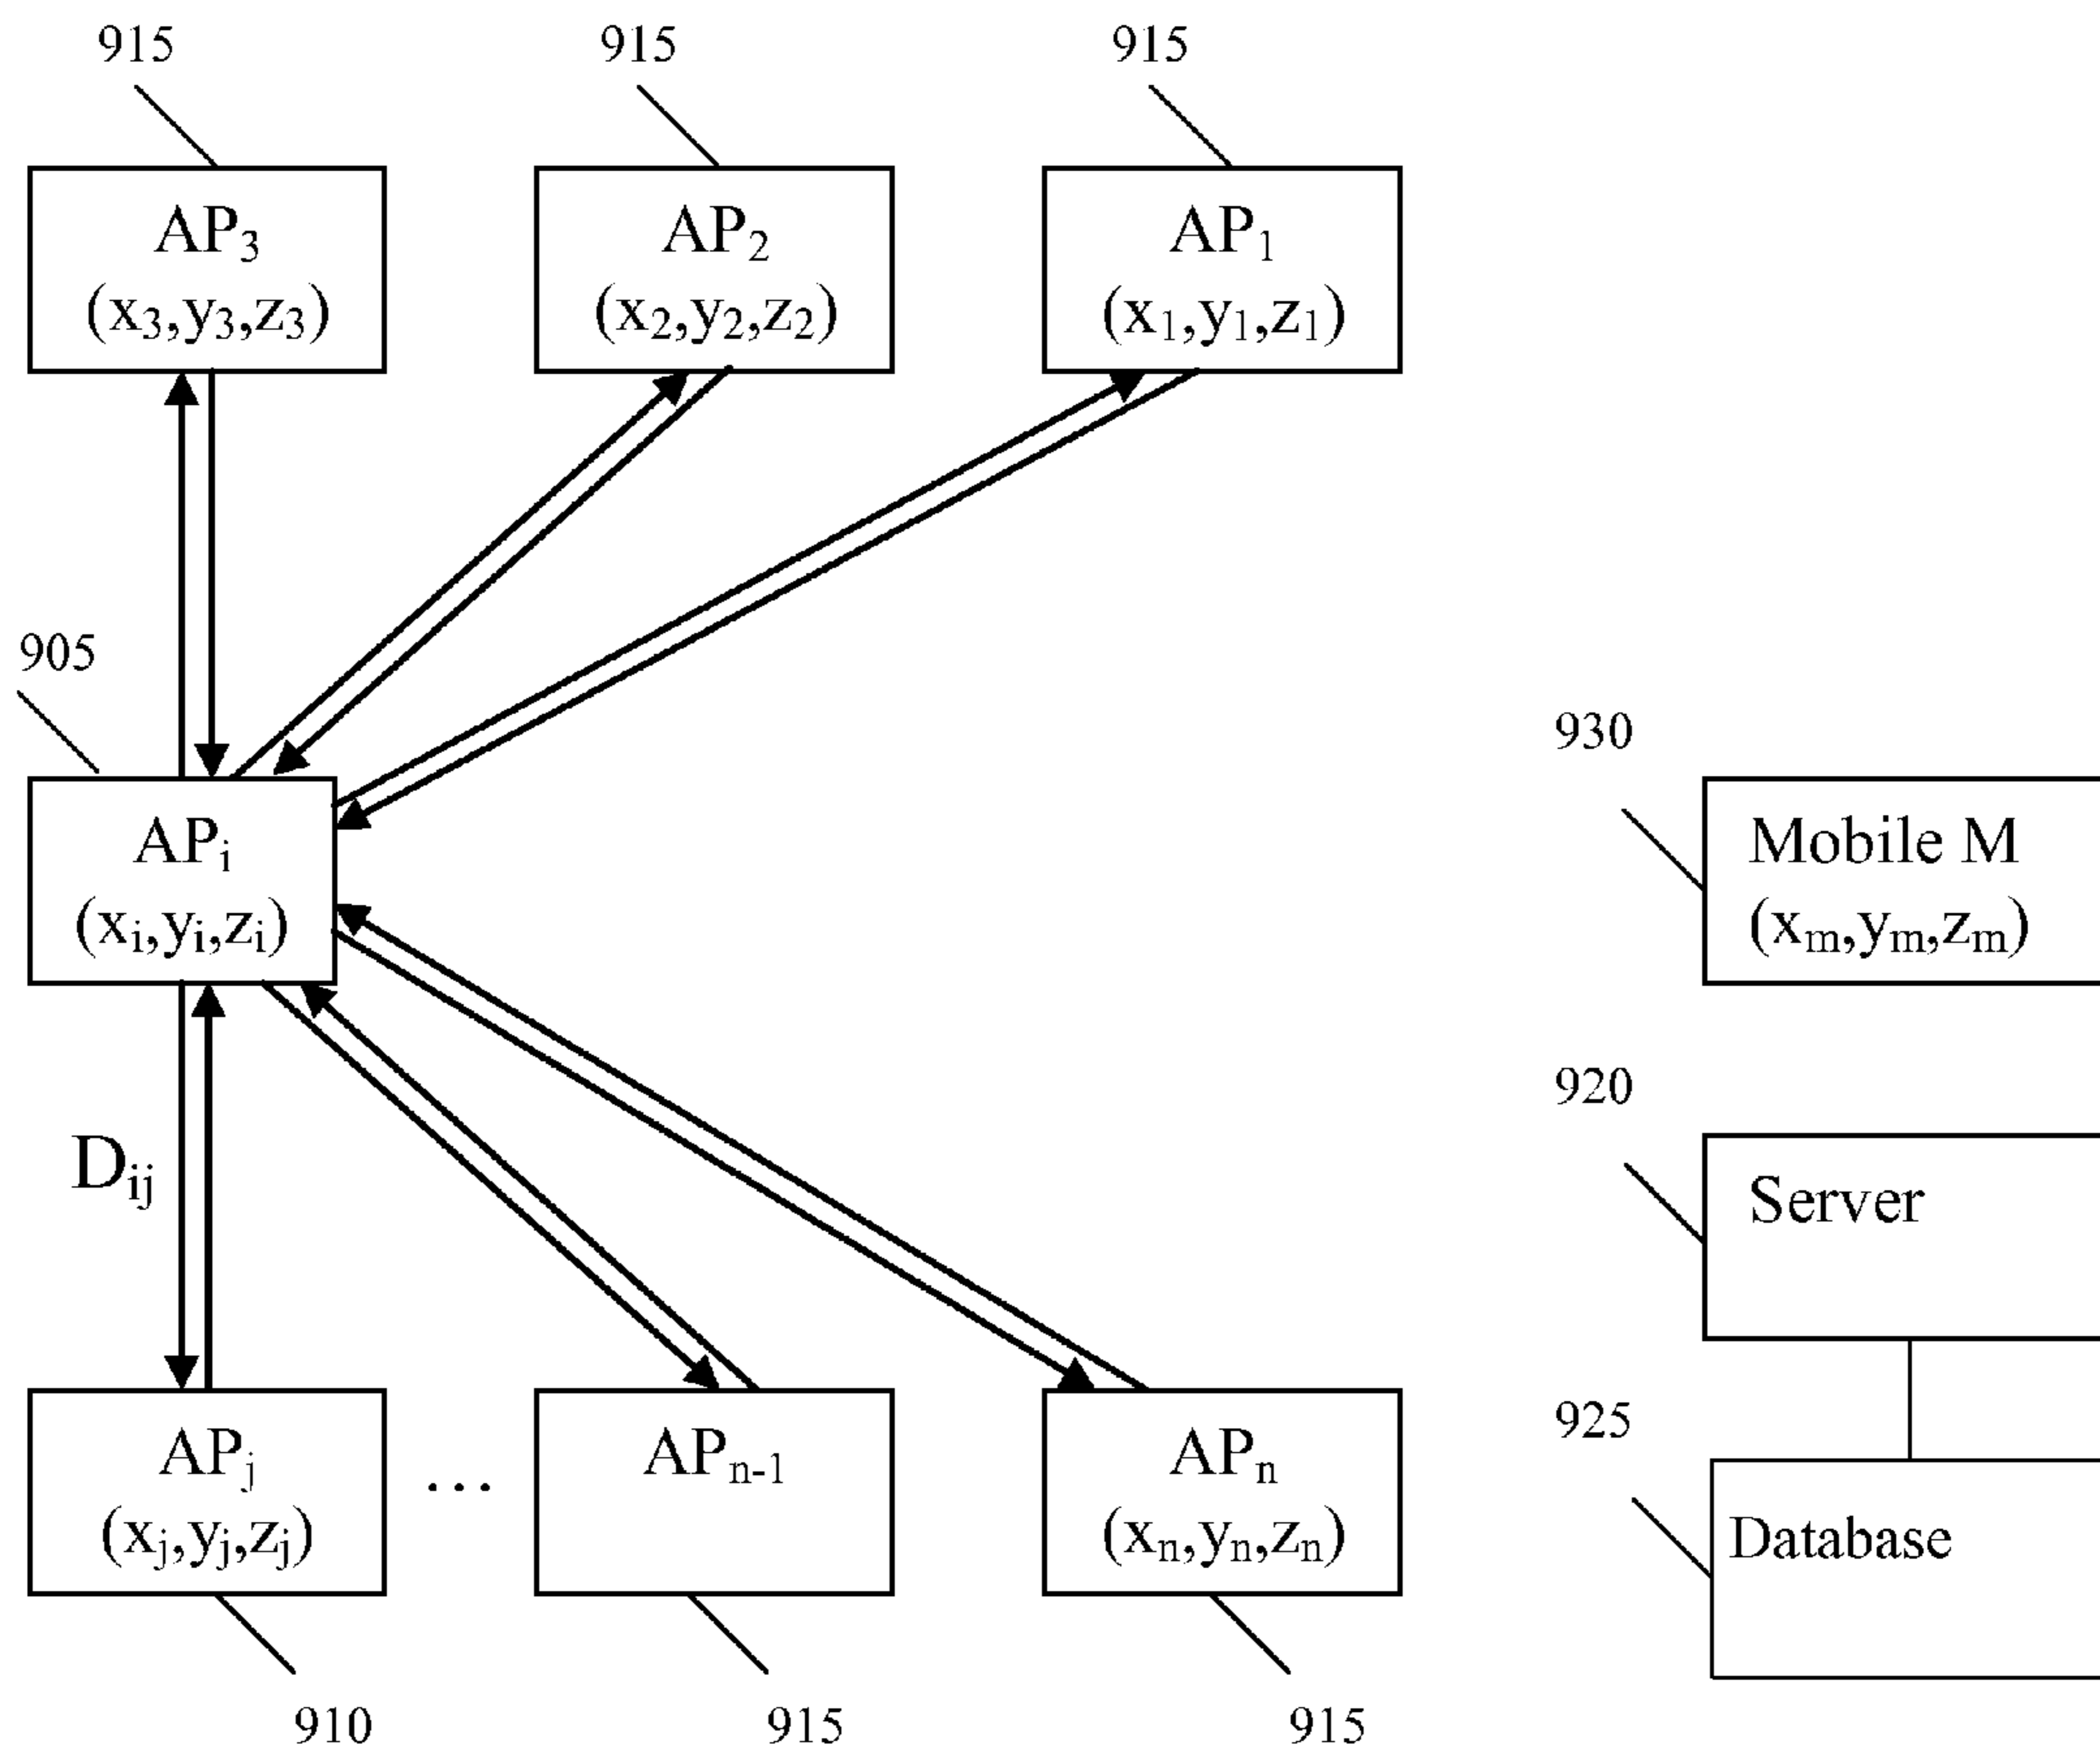 915
915
915
AP₃
(x₃,y₃,z₃)
AP₂
(x₂,y₂,z₂)
AP₁
(x₁,y₁,z₁)
905
APᵢ
(xᵢ,yᵢ,zᵢ)
930
Mobile M
(xₘ,yₘ,zₘ)
920
Server
Dᵢⱼ
925
Database
APⱼ
(xⱼ,yⱼ,zⱼ)
...
APₙ₋₁
APₙ
(xₙ,yₙ,zₙ)
910
915
915